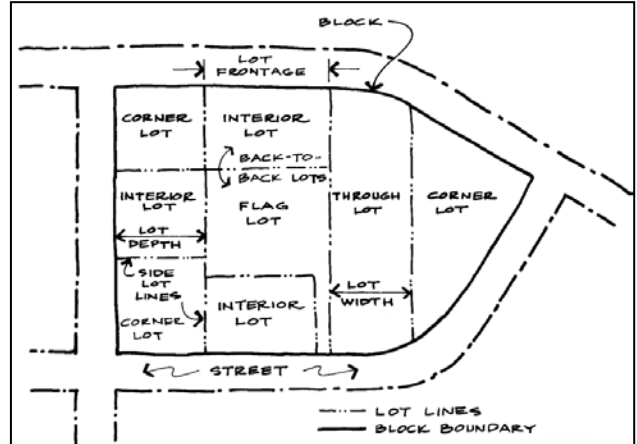 BLOCK
LOT
FRONTAGE
CORNER
LOT
INTERIOR
LOT
BACK-TO-
BACK LOTS
INTERIOR
LOT
FLAG
LOT
THROUGH
LOT
CORNER
LOT
LOT
DEPTH
SIDE
LOT
LINES
CORNER
LOT
INTERIOR
LOT
LOT
WIDTH
STREET
LOT LINES
BLOCK BOUNDARY